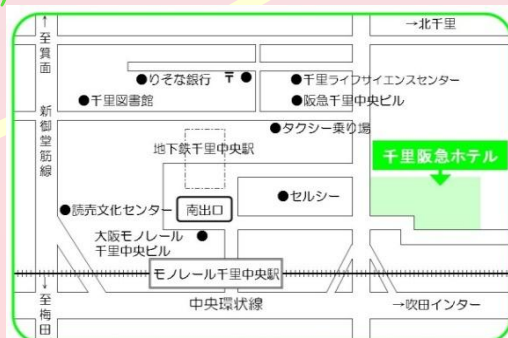 →北千里
↑至箕面
りそな銀行
〒
千里ライフサイエンスセンター
千里図書館
阪急千里中央ビル
新御堂筋線
タクシー乗り場
地下鉄千里中央駅
千里阪急ホテル
セルシー
読売文化センター
南出口
大阪モノレール
千里中央ビル
モノレール千里中央駅
↓至梅田
中央環状線
→吹田インター